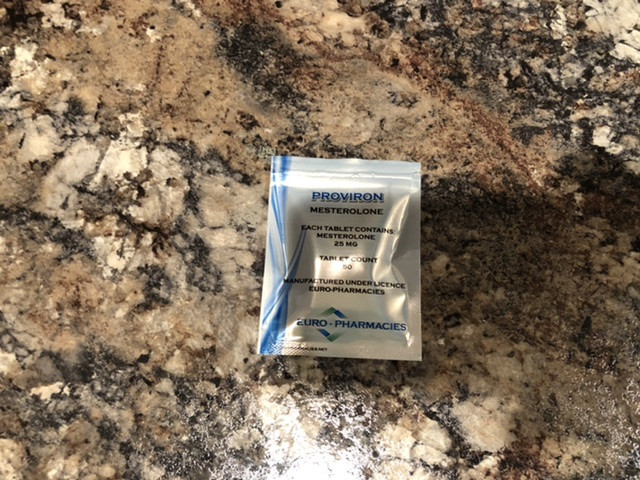 PROVIRON
MESTEROLONE
EACH TABLET CONTAINS:
MESTEROLONE
25 MG
TABLET COUNT
50
MANUFACTURED UNDER LICENCE
EURO-PHARMACIES
EURO-PHARMACIES